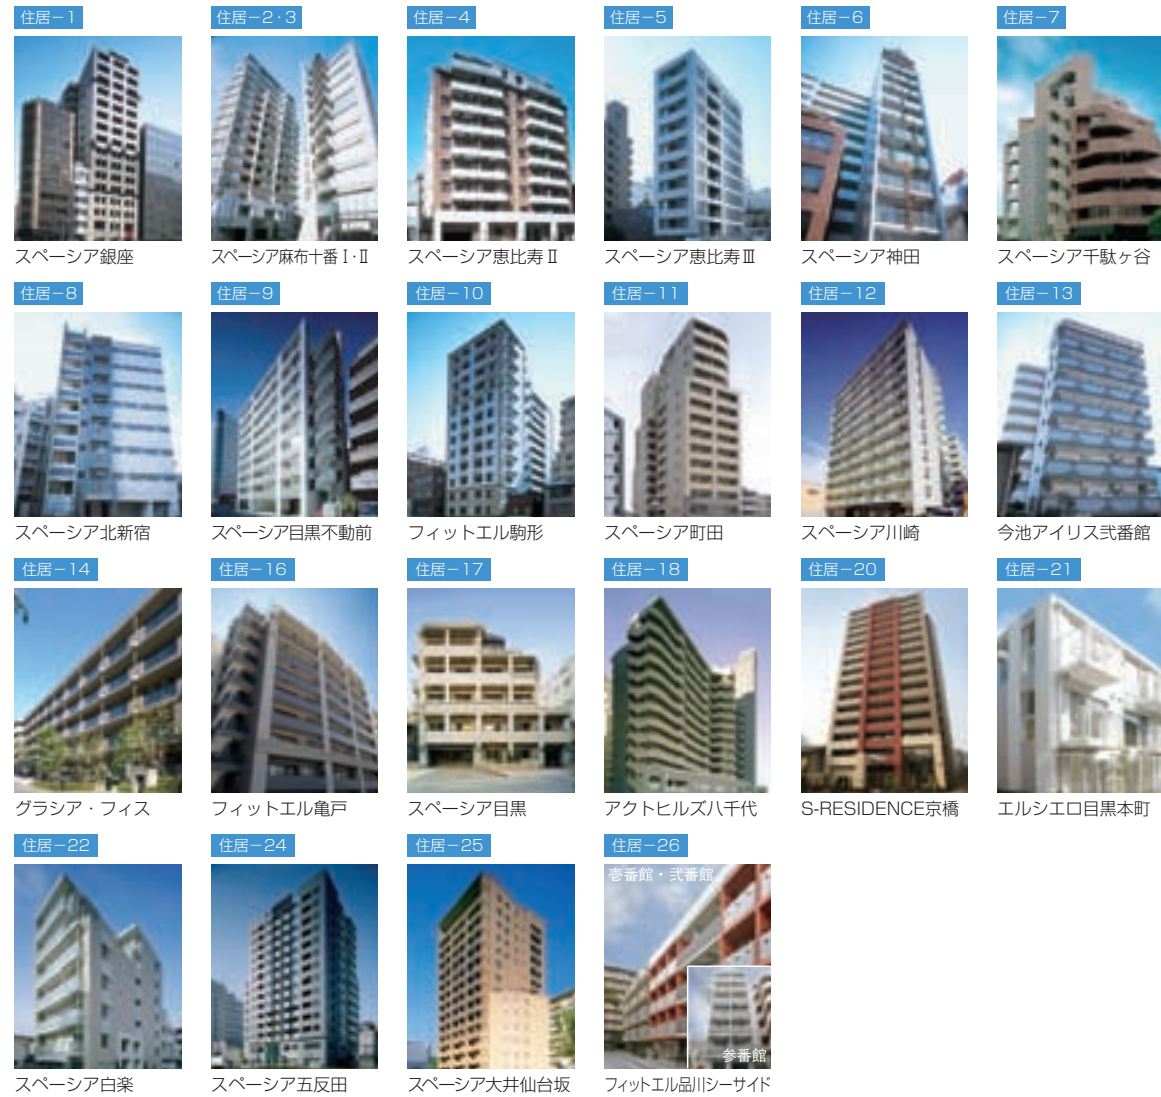 住居－1
住居－2・3
住居－4
住居－5
住居－6
住居－7
スペーシア銀座
スペーシア麻布十番Ⅰ・Ⅱ
スペーシア恵比寿Ⅱ
スペーシア恵比寿Ⅲ
スペーシア神田
スペーシア千駄ヶ谷
住居－8
住居－9
住居－10
住居－11
住居－12
住居－13
スペーシア北新宿
スペーシア目黒不動前
フィットエル駒形
スペーシア町田
スペーシア川崎
今池アイリス弐番館
住居－14
住居－16
住居－17
住居－18
住居－20
住居－21
グラシア・フィス
フィットエル亀戸
スペーシア目黒
アクトヒルズ八千代
S-RESIDENCE京橋
エルシエロ目黒本町
住居－22
住居－24
住居－25
住居－26
壱番館・弐番館
参番館
スペーシア白楽
スペーシア五反田
スペーシア大井仙台坂
フィットエル品川シーサイド